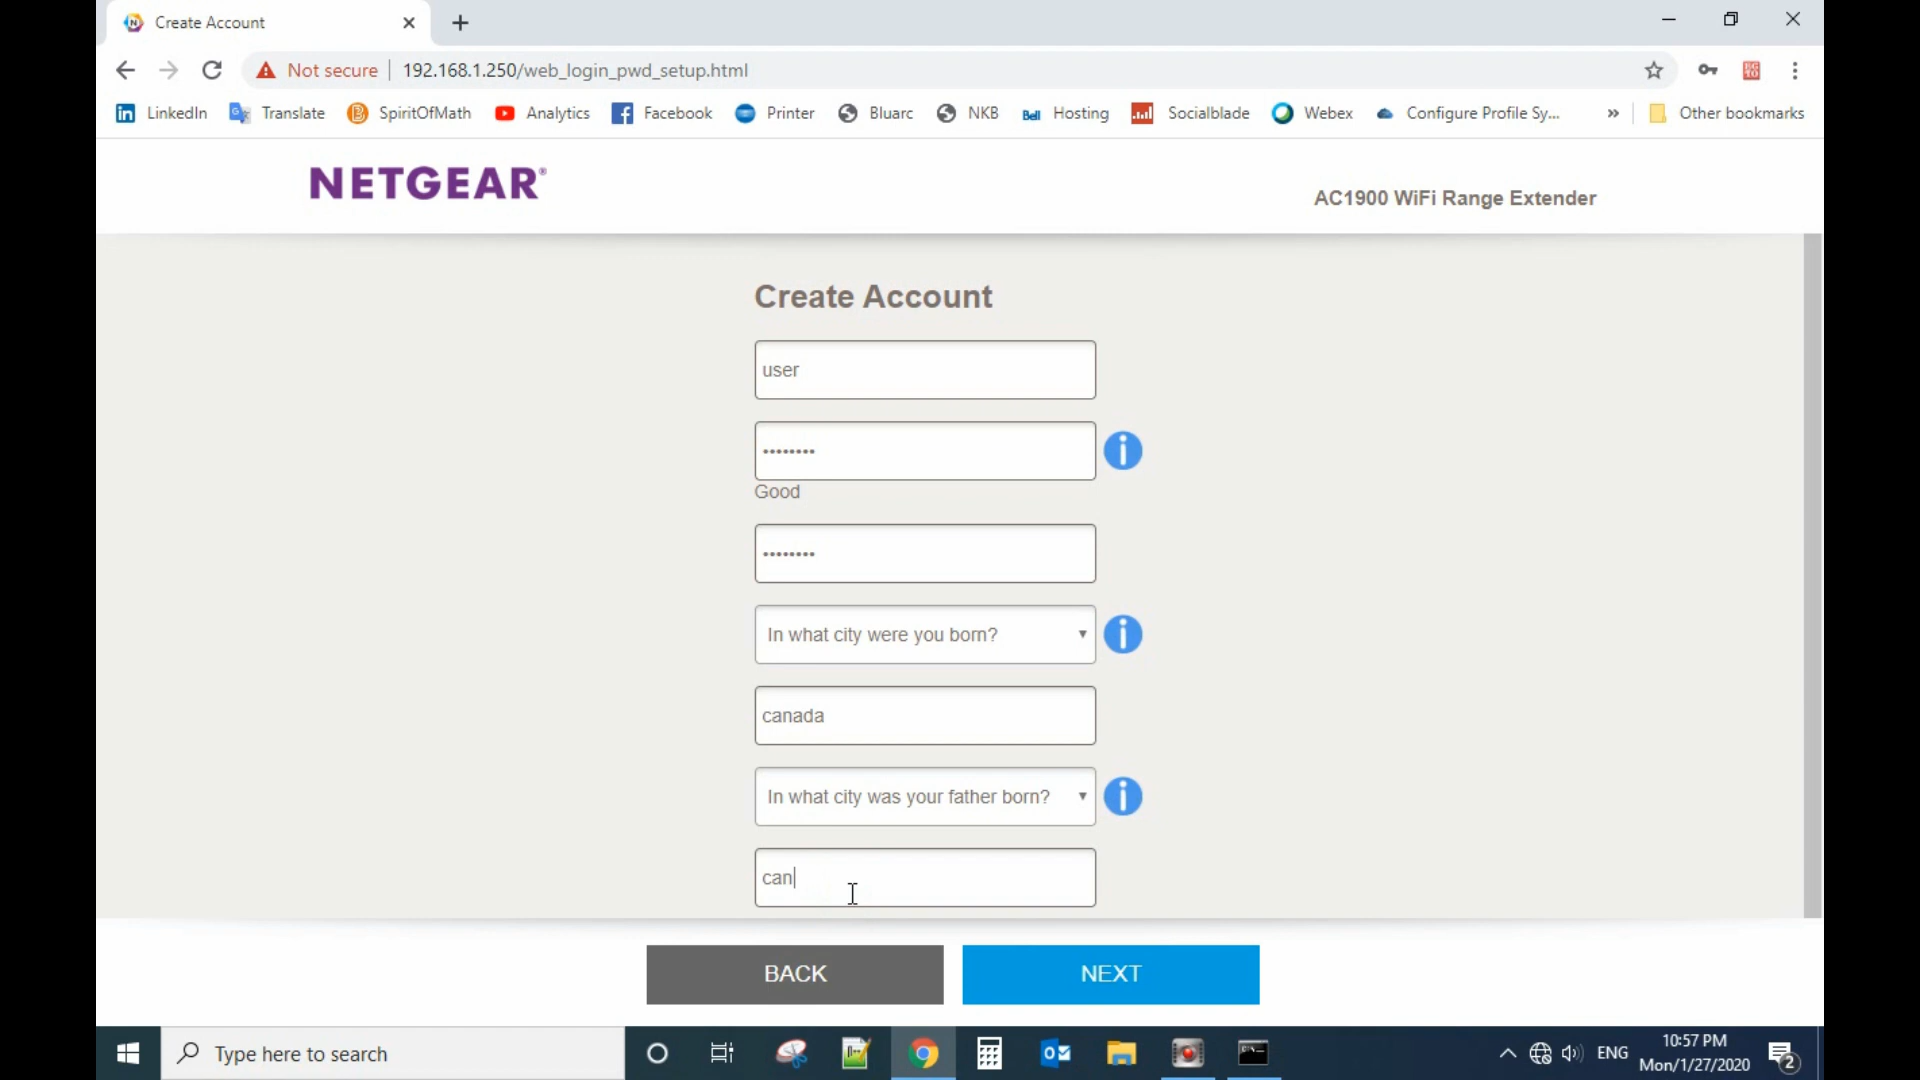 Create Account
Not secure 192.168.1.250/web_login_pwd_setup.html
LinkedIn Translate SpiritOfMath Analytics Facebook Printer Bluarc NKB Bell Hosting Socialblade Webex Configure Profile Sy... » Other bookmarks
NETGEAR®
AC1900 WiFi Range Extender
Create Account
user
••••••••
Good
••••••••
In what city were you born?
canada
In what city was your father born?
can
BACK NEXT
Type here to search
ENG
10:57 PM
Mon/1/27/2020
2